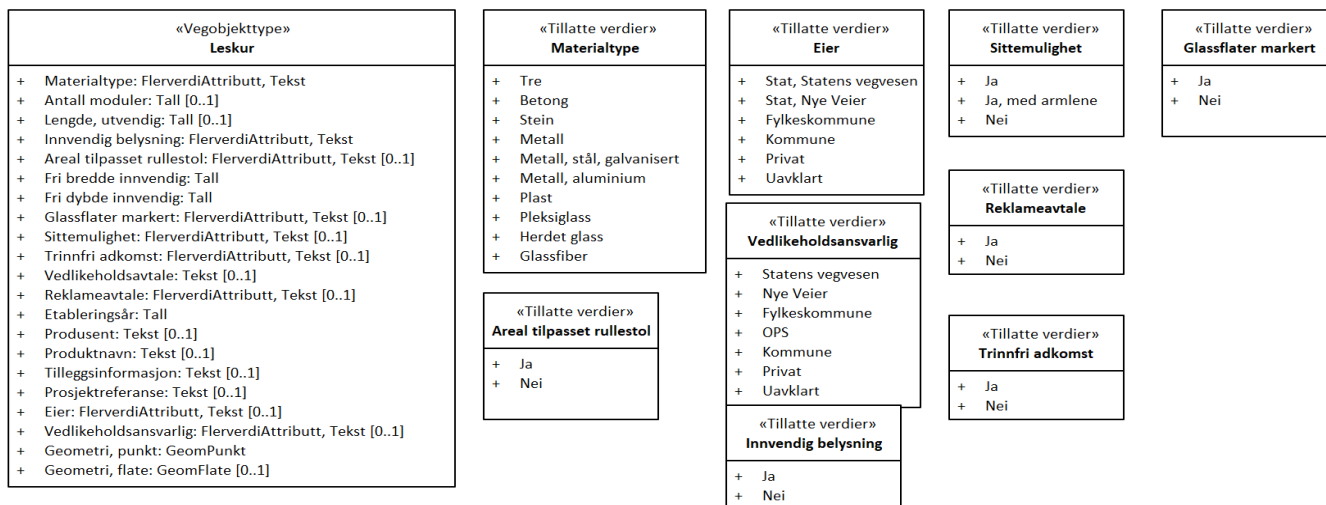 «Vegobjekttype»
Leskur
+ Materialtype: FlerverdiAttributt, Tekst
+ Antall moduler: Tall [0..1]
+ Lengde, utvendig: Tall [0..1]
+ Innvendig belysning: FlerverdiAttributt, Tekst
+ Areal tilpasset rullestol: FlerverdiAttributt, Tekst [0..1]
+ Fri bredde innvendig: Tall
+ Fri dybde innvendig: Tall
+ Glassflater markert: FlerverdiAttributt, Tekst [0..1]
+ Sittemulighet: FlerverdiAttributt, Tekst [0..1]
+ Trinnfri adkomst: FlerverdiAttributt, Tekst [0..1]
+ Vedlikeholdsavtale: Tekst [0..1]
+ Reklameavtale: FlerverdiAttributt, Tekst [0..1]
+ Etableringsår: Tall
+ Produsent: Tekst [0..1]
+ Produktnavn: Tekst [0..1]
+ Tilleggsinformasjon: Tekst [0..1]
+ Prosjektreferanse: Tekst [0..1]
+ Eier: FlerverdiAttributt, Tekst [0..1]
+ Vedlikeholdsansvarlig: FlerverdiAttributt, Tekst [0..1]
+ Geometri, punkt: GeomPunkt
+ Geometri, flate: GeomFlate [0..1]
«Tillatte verdier»
Materialtype
+ Tre
+ Betong
+ Stein
+ Metall
+ Metall, stål, galvanisert
+ Metall, aluminium
+ Plast
+ Pleksiglass
+ Herdet glass
+ Glassfiber
«Tillatte verdier»
Areal tilpasset rullestol
+ Ja
+ Nei
«Tillatte verdier»
Eier
+ Stat, Statens vegvesen
+ Stat, Nye Veier
+ Fylkeskommune
+ Kommune
+ Privat
+ Uavklart
«Tillatte verdier»
Vedlikeholdsansvarlig
+ Statens vegvesen
+ Nye Veier
+ Fylkeskommune
+ OPS
+ Kommune
+ Privat
+ Uavklart
«Tillatte verdier»
Innvendig belysning
+ Ja
+ Nei
«Tillatte verdier»
Sittemulighet
+ Ja
+ Ja, med armlene
+ Nei
«Tillatte verdier»
Reklameavtale
+ Ja
+ Nei
«Tillatte verdier»
Trinnfri adkomst
+ Ja
+ Nei
«Tillatte verdier»
Glassflater markert
+ Ja
+ Nei